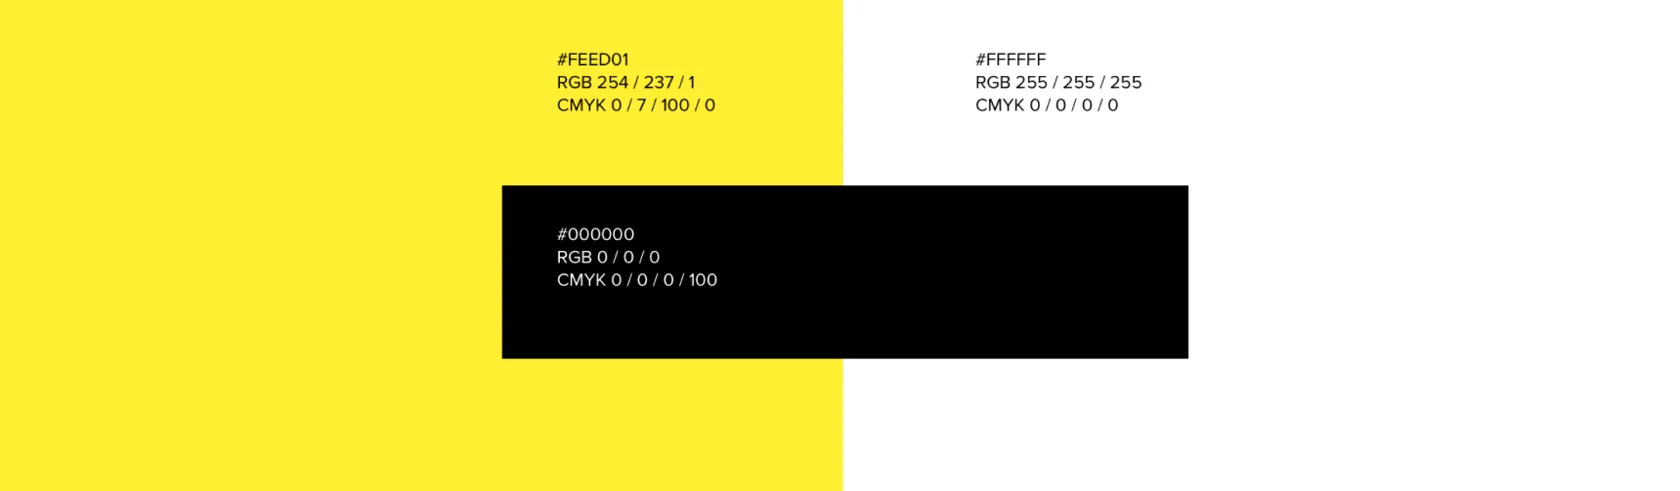 #FEED01
RGB 254 / 237 / 1
CMYK 0 / 7 / 100 / 0
#FFFFFF
RGB 255 / 255 / 255
CMYK 0 / 0 / 0 / 0
#000000
RGB 0 / 0 / 0
CMYK 0 / 0 / 0 / 100